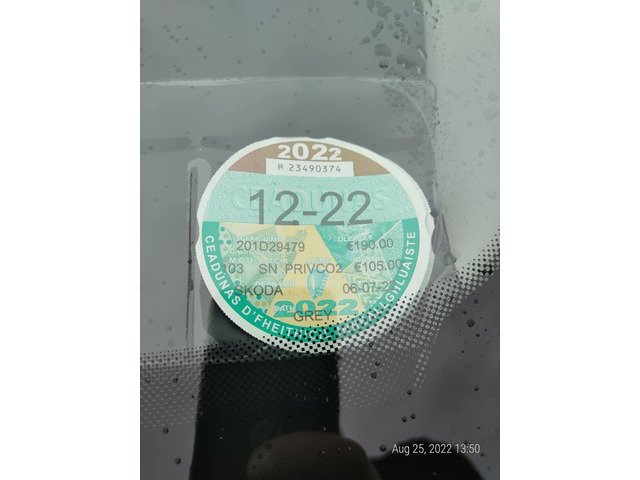 2022
R 23490374
12-22
201D29479 €190.00
103 SN PRIVCO2 €105.00
SKODA 06-07-2
2022
GREY
CEADÚNAS D'FHEITHICIL
Aug 25, 2022 13:50